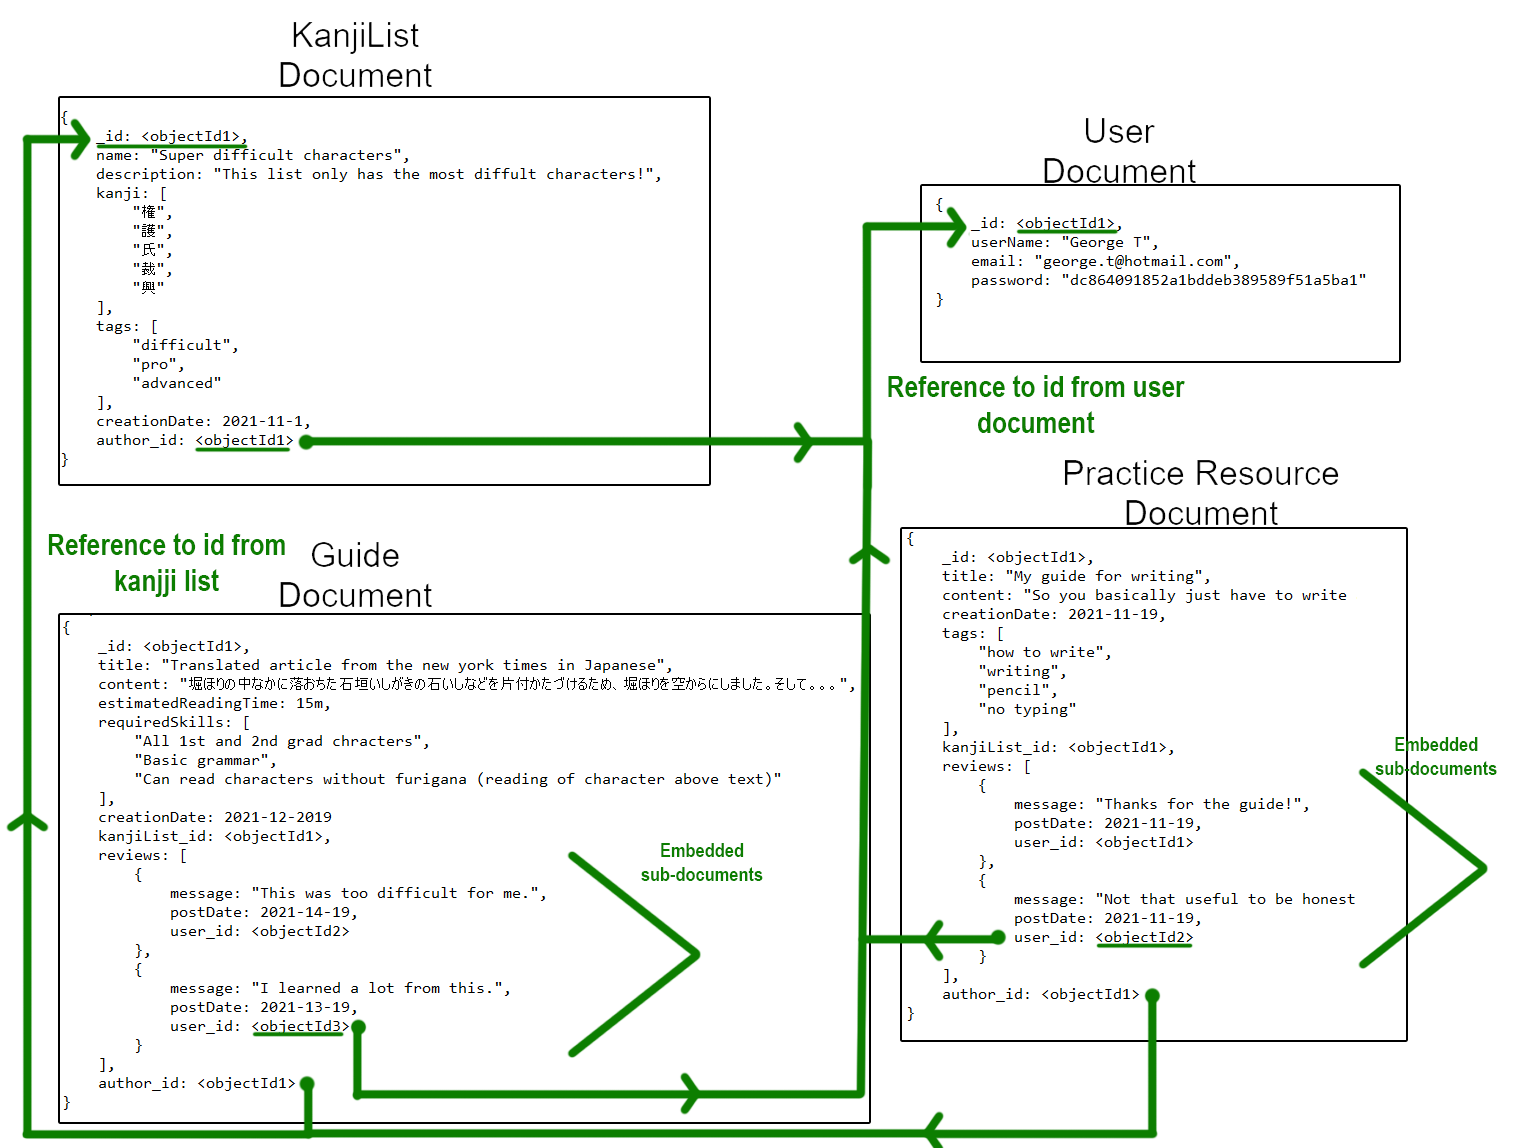 KanjiList
Document
{
_id: <objectId1>,
name: "Super difficult characters",
description: "This list only has the most diffult characters!",
kanji: [
"権",
"護",
"氏",
"裁",
"興"
],
tags: [
"difficult",
"pro",
"advanced"
],
creationDate: 2021-11-1,
author_id: <objectId1>
}
User
Document
{
_id: <objectId1>,
userName: "George T",
email: "george.t@hotmail.com",
password: "dc864091852a1bddeb389589f51a5ba1"
}
Reference to id from user
document
Reference to id from
kanjji list
Guide
Document
{
_id: <objectId1>,
title: "Translated article from the new york times in Japanese",
content: "堀ほりの中なかに落おちた石垣いしがきの石いしなどを片付かたづけるため、堀ほりを空からにしました。そして。。。",
estimatedReadingTime: 15m,
requiredSkills: [
"All 1st and 2nd grad chracters",
"Basic grammar",
"Can read characters without furigana (reading of character above text)"
],
creationDate: 2021-12-2019
kanjiList_id: <objectId1>,
reviews: [
{
message: "This was too difficult for me.",
postDate: 2021-14-19,
user_id: <objectId2>
},
{
message: "I learned a lot from this.",
postDate: 2021-13-19,
user_id: <objectId3>
}
],
author_id: <objectId1>
}
Embedded
sub-documents
Practice Resource
Document
{
_id: <objectId1>,
title: "My guide for writing",
content: "So you basically just have to write
creationDate: 2021-11-19,
tags: [
"how to write",
"writing",
"pencil",
"no typing"
],
kanjiList_id: <objectId1>,
reviews: [
{
message: "Thanks for the guide!",
postDate: 2021-11-19,
user_id: <objectId1>
},
{
message: "Not that useful to be honest
postDate: 2021-11-19,
user_id: <objectId2>
}
],
author_id: <objectId1>
}
Embedded
sub-documents